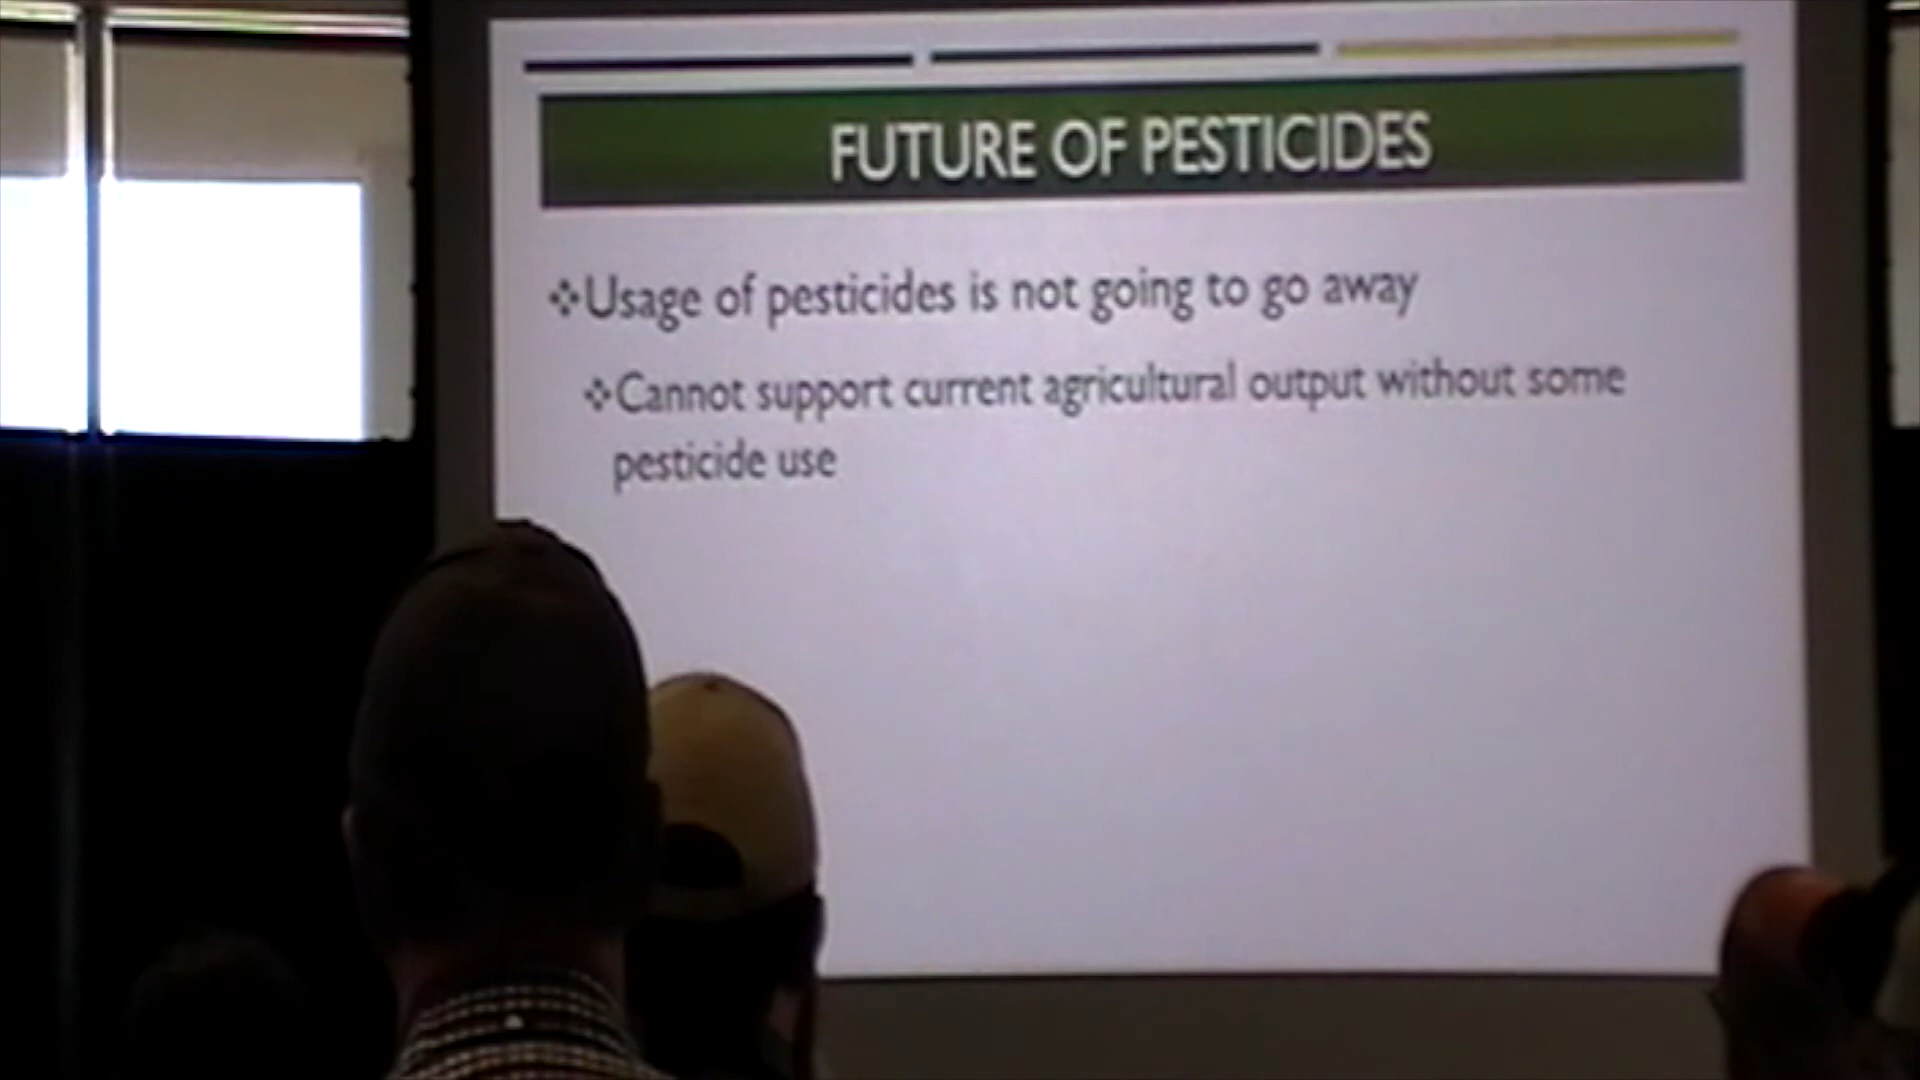 FUTURE OF PESTICIDES
❖Usage of pesticides is not going to go away
❖Cannot support current agricultural output without some
pesticide use